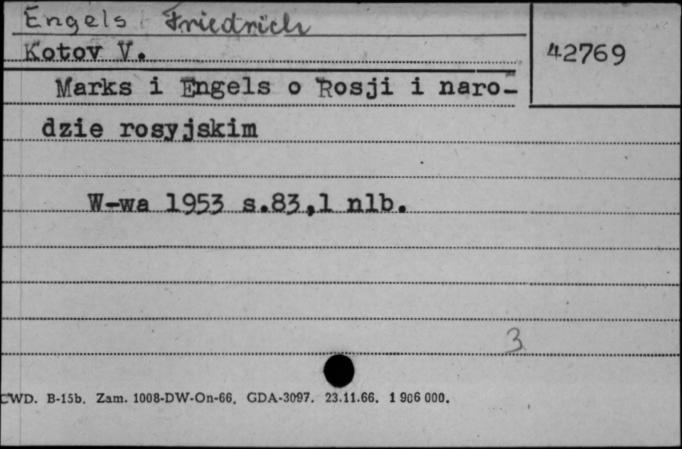 Engels Friedrich
Kotov V.
42769
Marks i Engels o Rosji i naro-
dzie rosyjskim
W-wa 1953 s.83,1 nlb.
3
CWD. B-15b. Zam. 1008-DW-On-66. GDA-3097. 23.11.66. 1 906 000.